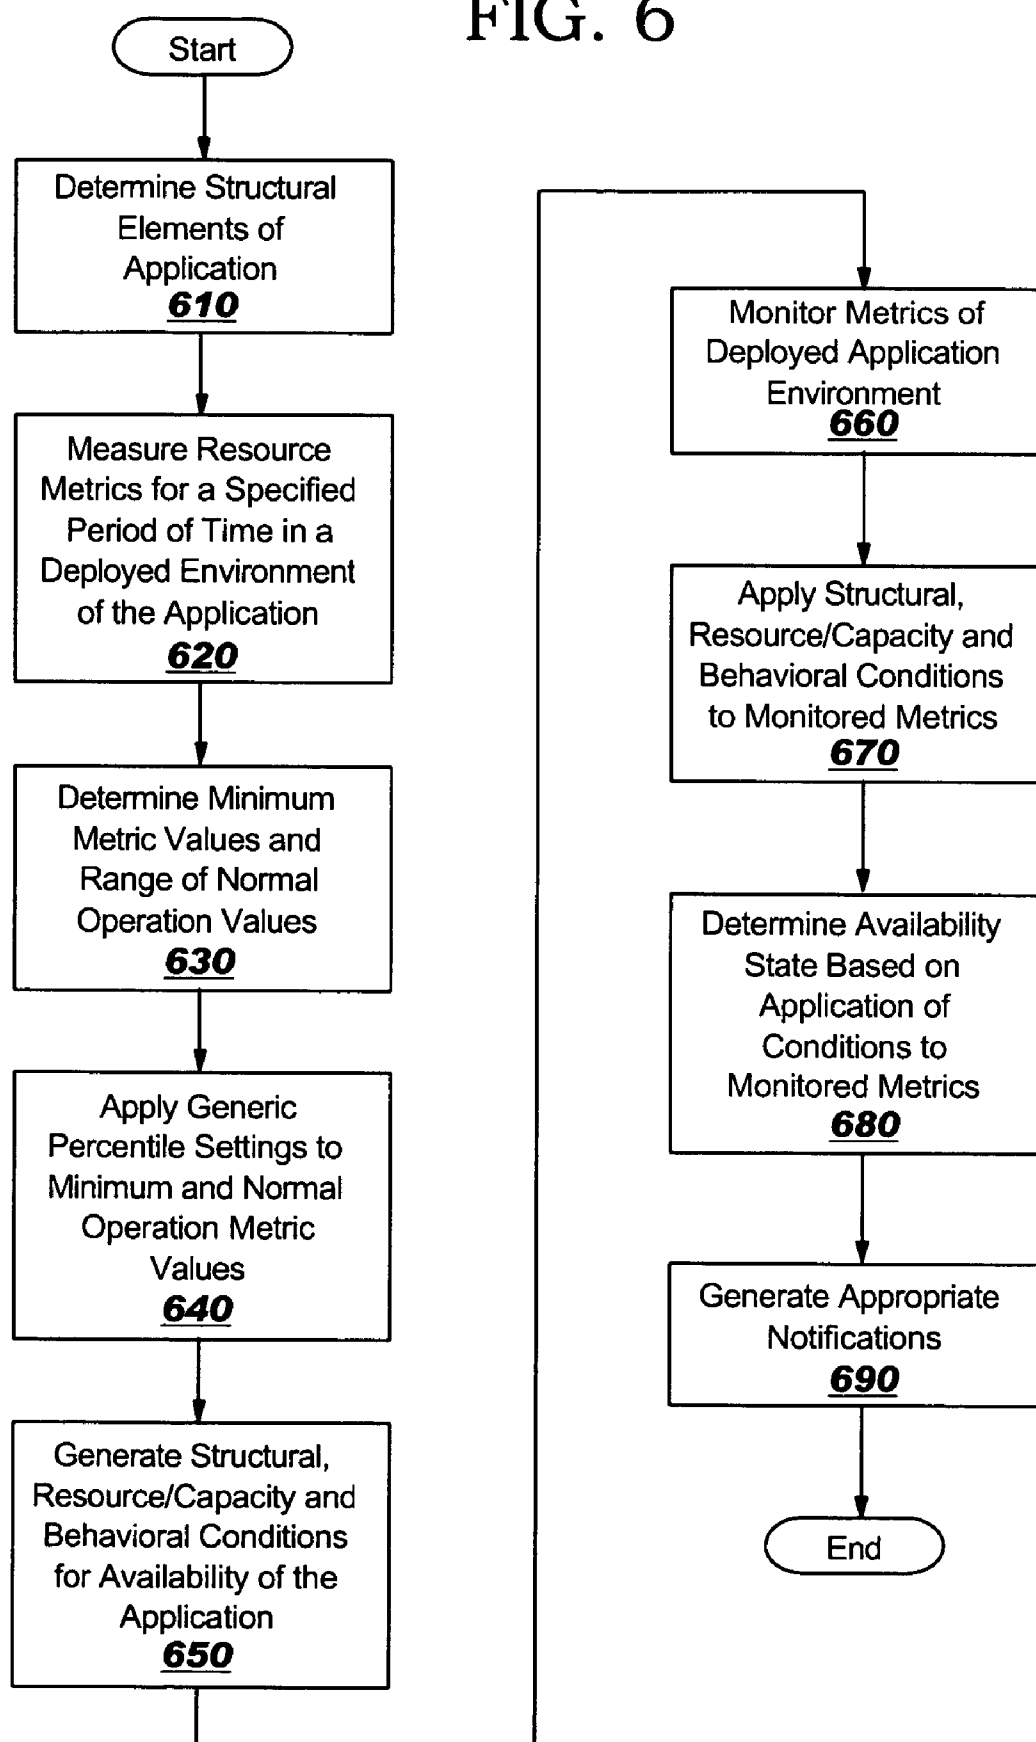 FIG. 6
Start
Determine Structural
Elements of
Application
610
Measure Resource
Metrics for a Specified
Period of Time in a
Deployed Environment
of the Application
620
Determine Minimum
Metric Values and
Range of Normal
Operation Values
630
Apply Generic
Percentile Settings to
Minimum and Normal
Operation Metric
Values
640
Generate Structural,
Resource/Capacity and
Behavioral Conditions
for Availability of the
Application
650
Monitor Metrics of
Deployed Application
Environment
660
Apply Structural,
Resource/Capacity and
Behavioral Conditions
to Monitored Metrics
670
Determine Availability
State Based on
Application of
Conditions to
Monitored Metrics
680
Generate Appropriate
Notifications
690
End